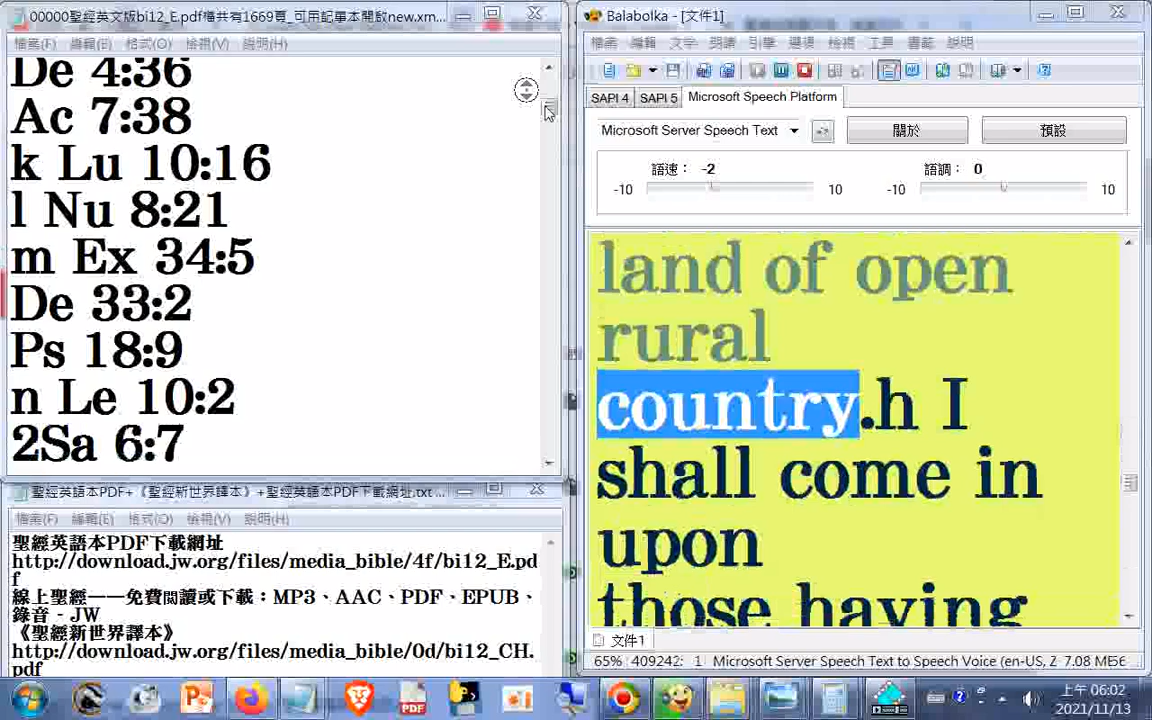 00000聖經英文版bi12_E.pdf檔共有1669頁_可用記事本開啟new.xm...
檔案(F) 編輯(E) 格式(O) 檢視(V) 說明(H)
De 4:36
Ac 7:38
k Lu 10:16
l Nu 8:21
m Ex 34:5
De 33:2
Ps 18:9
n Le 10:2
2Sa 6:7
聖經英語本PDF+《聖經新世界譯本》+聖經英語本PDF下載網址.txt ...
檔案(F) 編輯(E) 格式(O) 檢視(V) 說明(H)
聖經英語本PDF下載網址
http://download.jw.org/files/media_bible/4f/bi12_E.pd
f
線上聖經——免費閱讀或下載：MP3、AAC、PDF、EPUB、
錄音 - JW
《聖經新世界譯本》
http://download.jw.org/files/media_bible/0d/bi12_CH.
pdf
Balabolka - [文件1]
檔案 編輯 文字 朗讀 引擎 選項 檢視 工具 書籤 說明
SAPI 4 SAPI 5 Microsoft Speech Platform
Microsoft Server Speech Text
關於
預設
語速： -2
語調： 0
-10 10 -10 10
land of open
rural
country.h I
shall come in
upon
those having
文件1
65% 409242: 1 Microsoft Server Speech Text to Speech Voice (en-US, Z 7.08 ME56
PDF
上午 06:02
2021/11/13